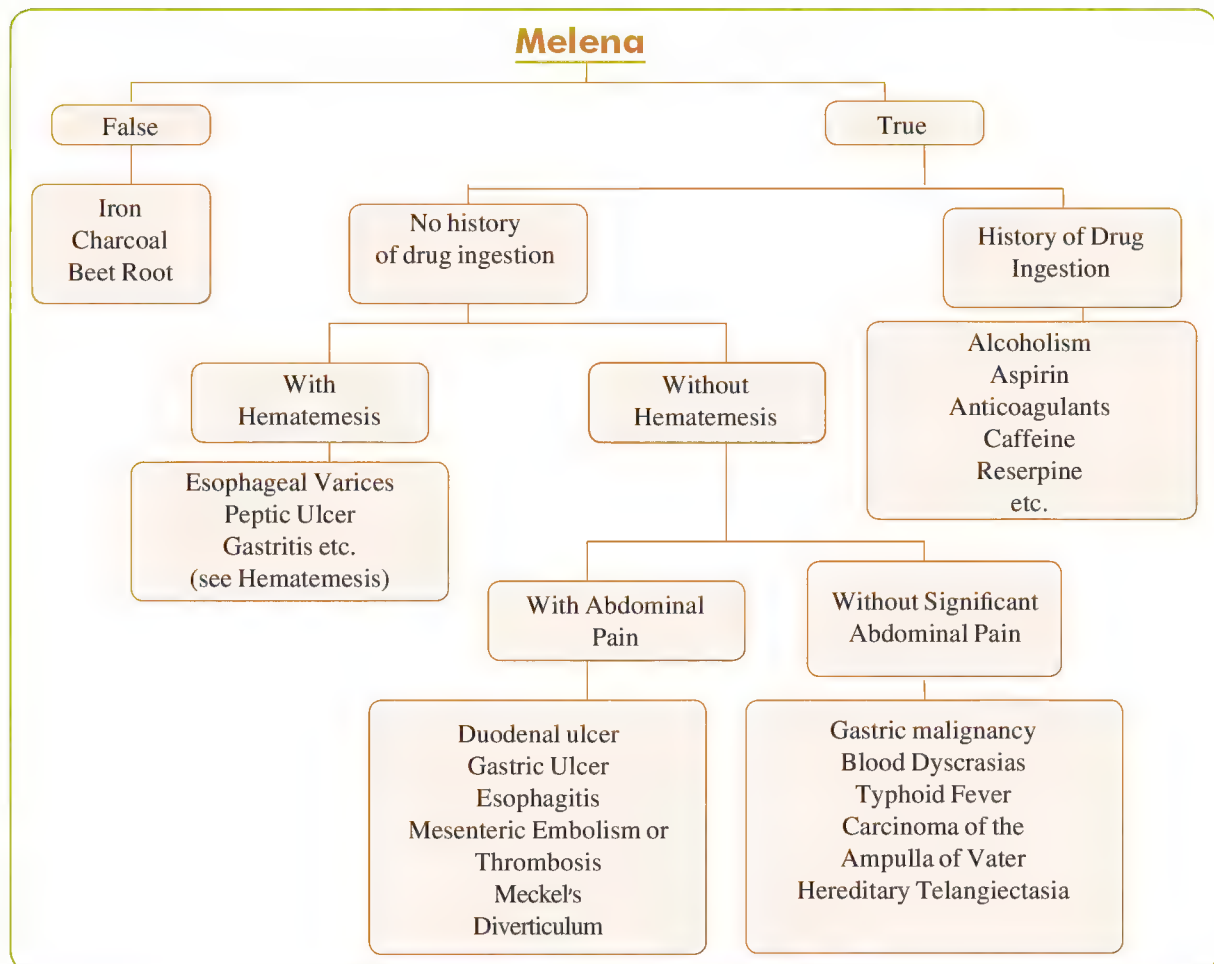 Melena
False
True
Iron
Charcoal
Beet Root
No history
of drug ingestion
History of Drug
Ingestion
With
Hematemesis
Without
Hematemesis
Alcoholism
Aspirin
Anticoagulants
Caffeine
Reserpine
etc.
Esophageal Varices
Peptic Ulcer
Gastritis etc.
(see Hematemesis)
With Abdominal
Pain
Without Significant
Abdominal Pain
Duodenal ulcer
Gastric Ulcer
Esophagitis
Mesenteric Embolism or
Thrombosis
Meckel's
Diverticulum
Gastric malignancy
Blood Dyscrasias
Typhoid Fever
Carcinoma of the
Ampulla of Vater
Hereditary Telangiectasia